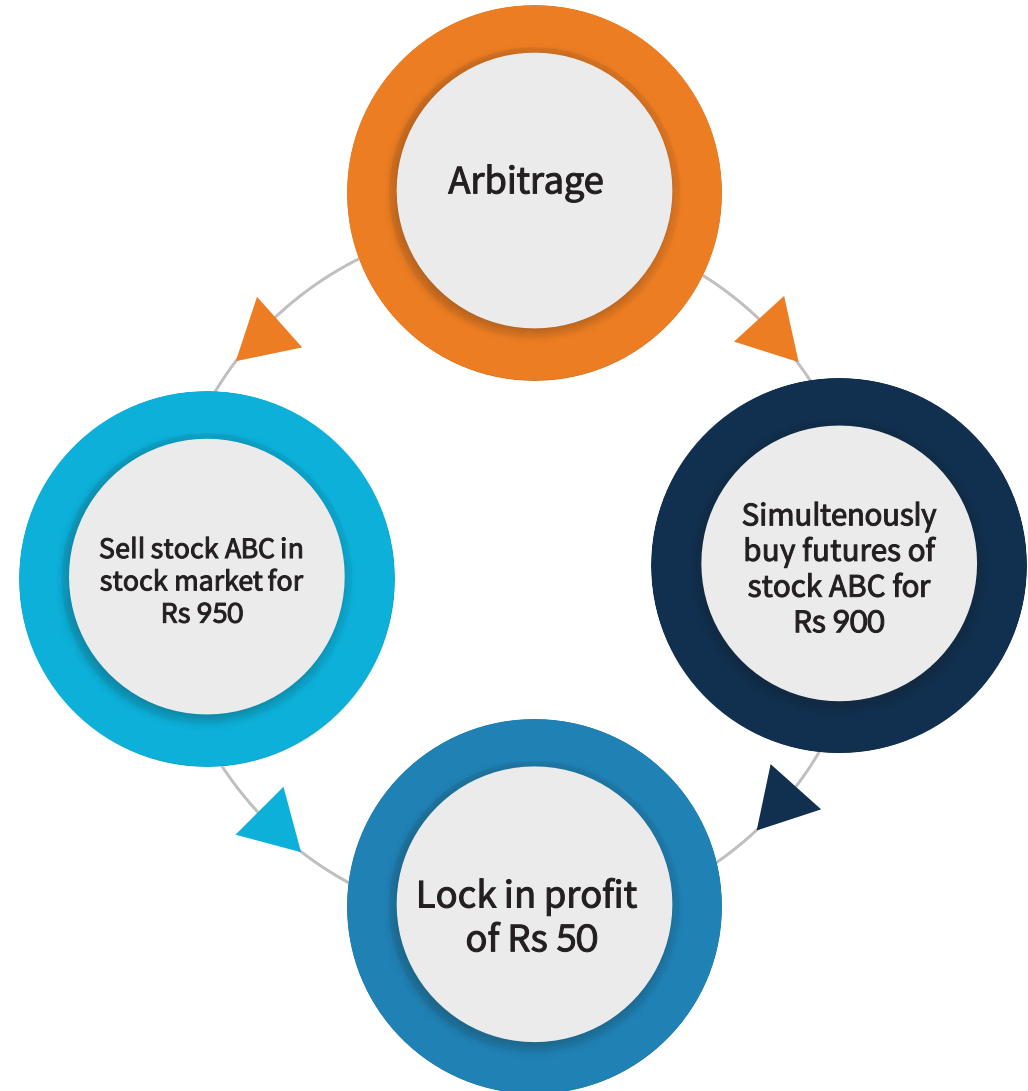 Arbitrage
Sell stock ABC in
stock market for
Rs 950
Simultenously
buy futures of
stock ABC for
Rs 900
Lock in profit
of Rs 50